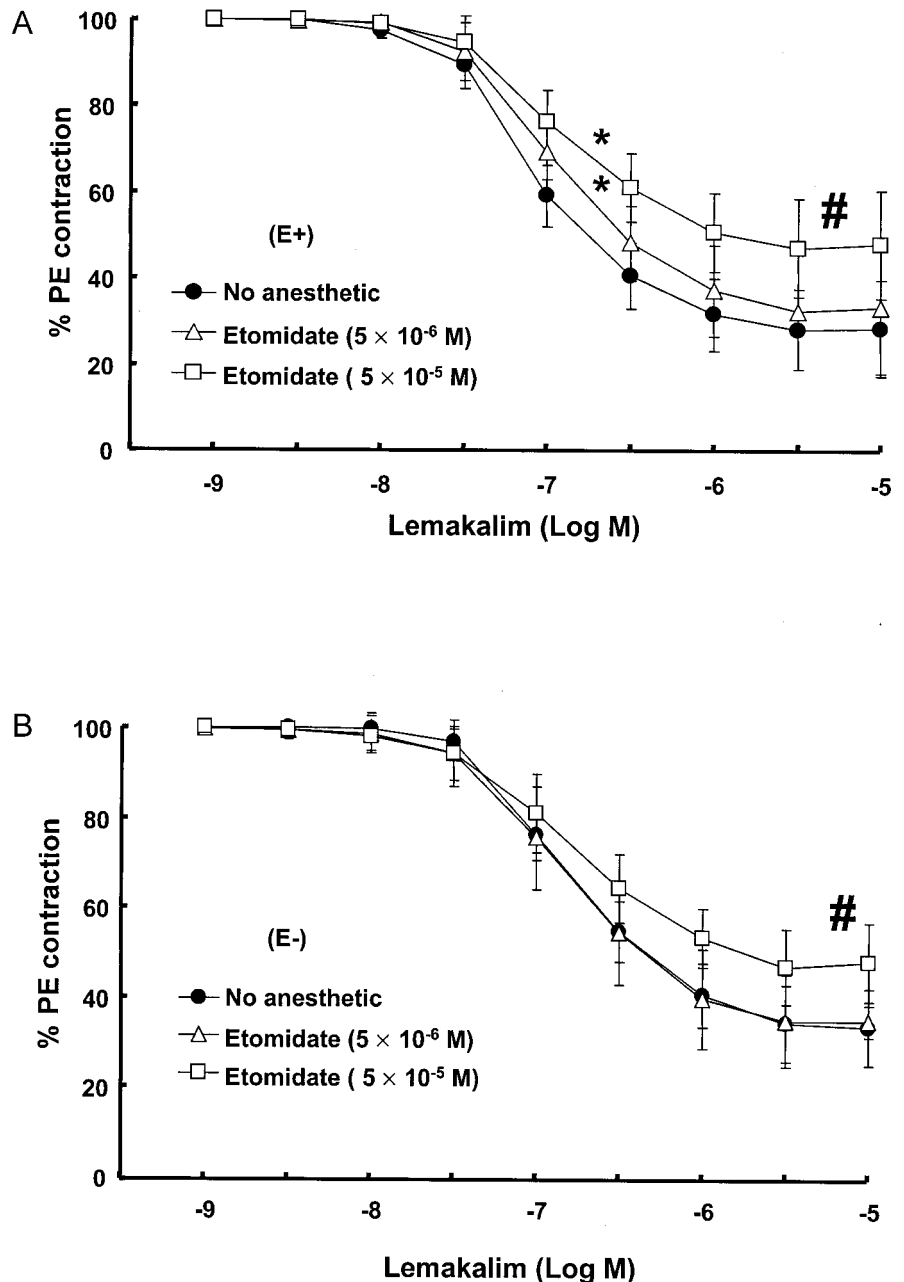 A
% PE contraction
100
80
60
40
20
0
*
*
#
(E+)
No anesthetic
Etomidate (5 × 10⁻⁶ M)
Etomidate ( 5 × 10⁻⁵ M)
-9 -8 -7 -6 -5
Lemakalim (Log M)
B
% PE contraction
100
80
60
40
20
0
#
(E-)
No anesthetic
Etomidate (5 × 10⁻⁶ M)
Etomidate ( 5 × 10⁻⁵ M)
-9 -8 -7 -6 -5
Lemakalim (Log M)